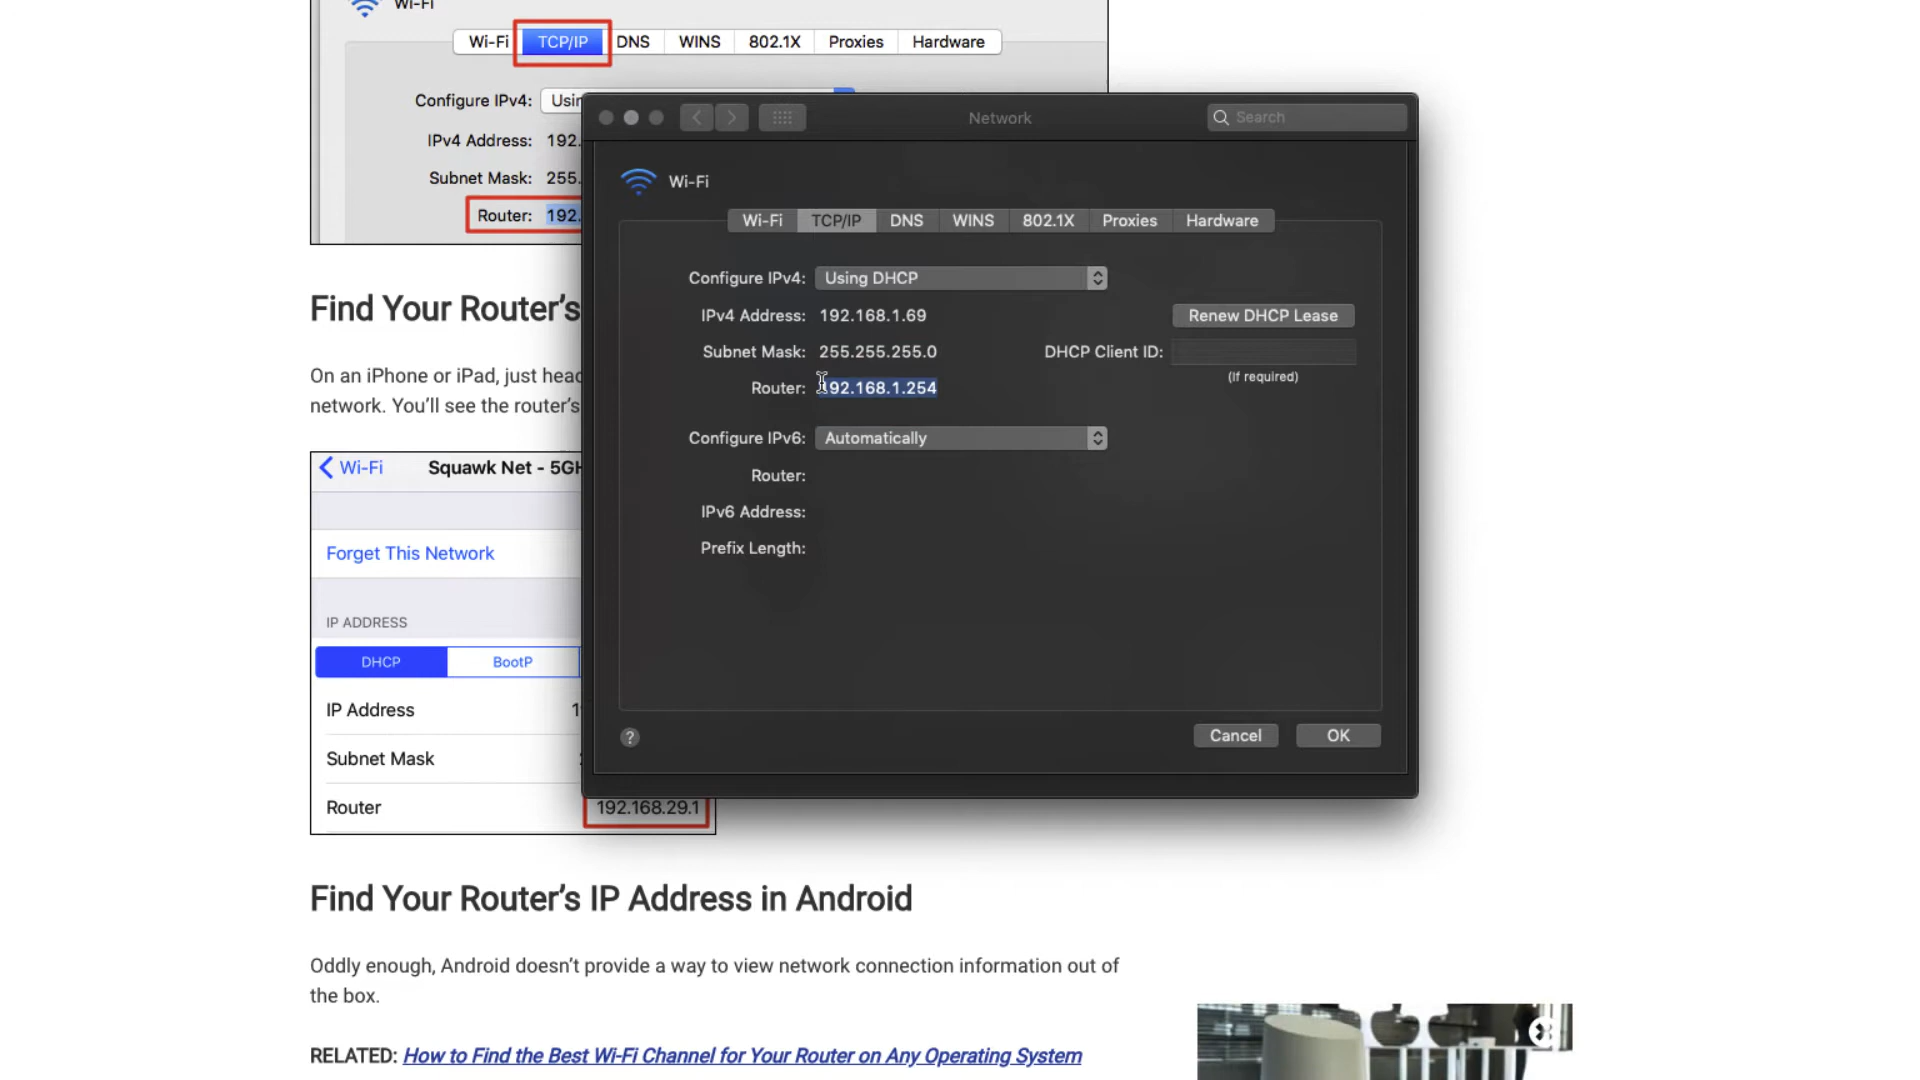 Wi-Fi
Wi-Fi TCP/IP DNS WINS 802.1X Proxies Hardware
Configure IPv4: Usin
IPv4 Address: 192.
Subnet Mask: 255.
Router: 192.
Find Your Router’s
On an iPhone or iPad, just head
network. You’ll see the router’s
Wi-Fi Squawk Net - 5GH
Forget This Network
IP ADDRESS
DHCP BootP
IP Address 1
Subnet Mask
Router 192.168.29.1
Network
Search
Wi-Fi
Wi-Fi TCP/IP DNS WINS 802.1X Proxies Hardware
Configure IPv4: Using DHCP
IPv4 Address: 192.168.1.69 Renew DHCP Lease
Subnet Mask: 255.255.255.0 DHCP Client ID:
(If required)
Router: 192.168.1.254
Configure IPv6: Automatically
Router:
IPv6 Address:
Prefix Length:
? Cancel OK
Find Your Router’s IP Address in Android
Oddly enough, Android doesn’t provide a way to view network connection information out of
the box.
RELATED: How to Find the Best Wi-Fi Channel for Your Router on Any Operating System